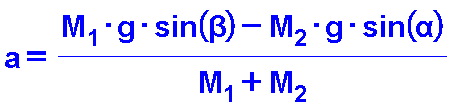 a = (M₁ · g · sin(β) − M₂ · g · sin(α)) / (M₁ + M₂)